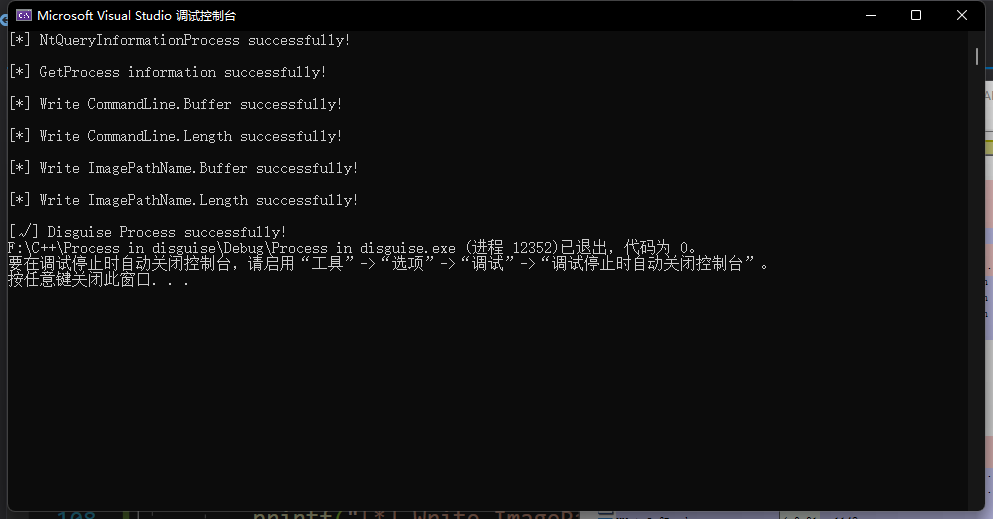 Microsoft Visual Studio 调试控制台
[*] NtQueryInformationProcess successfully!
[*] GetProcess information successfully!
[*] Write CommandLine.Buffer successfully!
[*] Write CommandLine.Length successfully!
[*] Write ImagePathName.Buffer successfully!
[*] Write ImagePathName.Length successfully!
[√] Disguise Process successfully!
F:\C++\Process in disguise\Debug\Process in disguise.exe (进程 12352)已退出，代码为 0。
要在调试停止时自动关闭控制台，请启用“工具”->“选项”->“调试”->“调试停止时自动关闭控制台”。
按任意键关闭此窗口. . .
108 printf("[*] Write